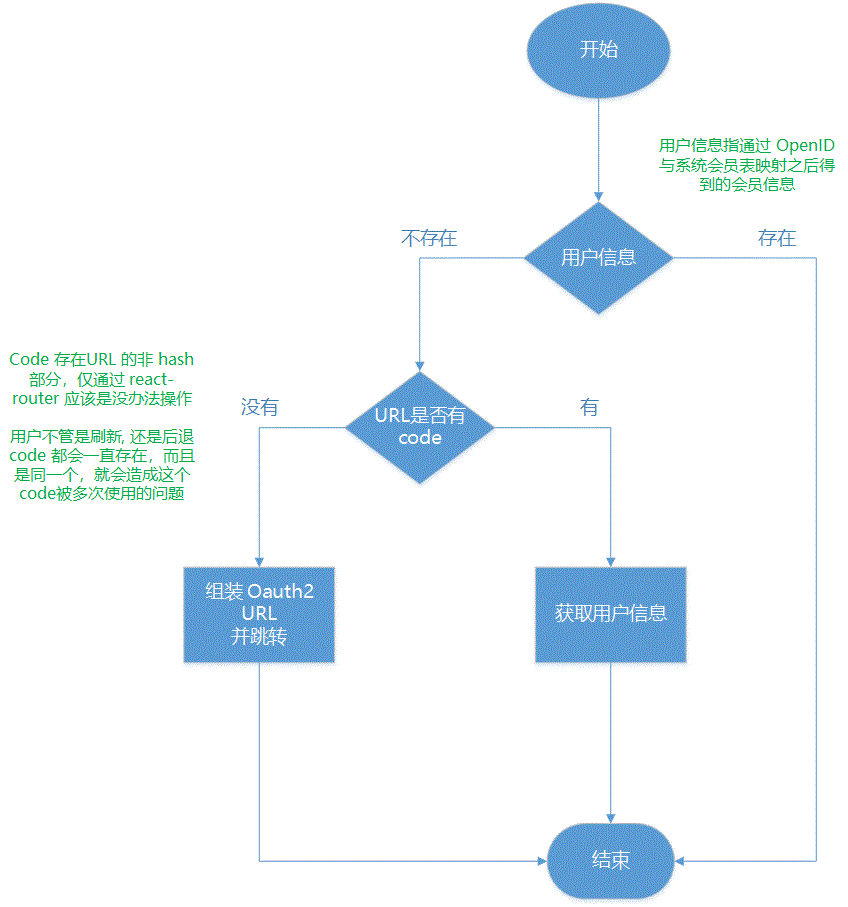 开始
用户信息指通过 OpenID
与系统会员表映射之后得
到的会员信息
不存在
存在
用户信息
Code 存在URL 的非 hash
部分，仅通过 react-
router 应该是没办法操作
用户不管是刷新, 还是后退
code 都会一直存在，而且
是同一个，就会造成这个
code被多次使用的问题
没有
URL是否有
code
有
组装 Oauth2
URL
并跳转
获取用户信息
结束